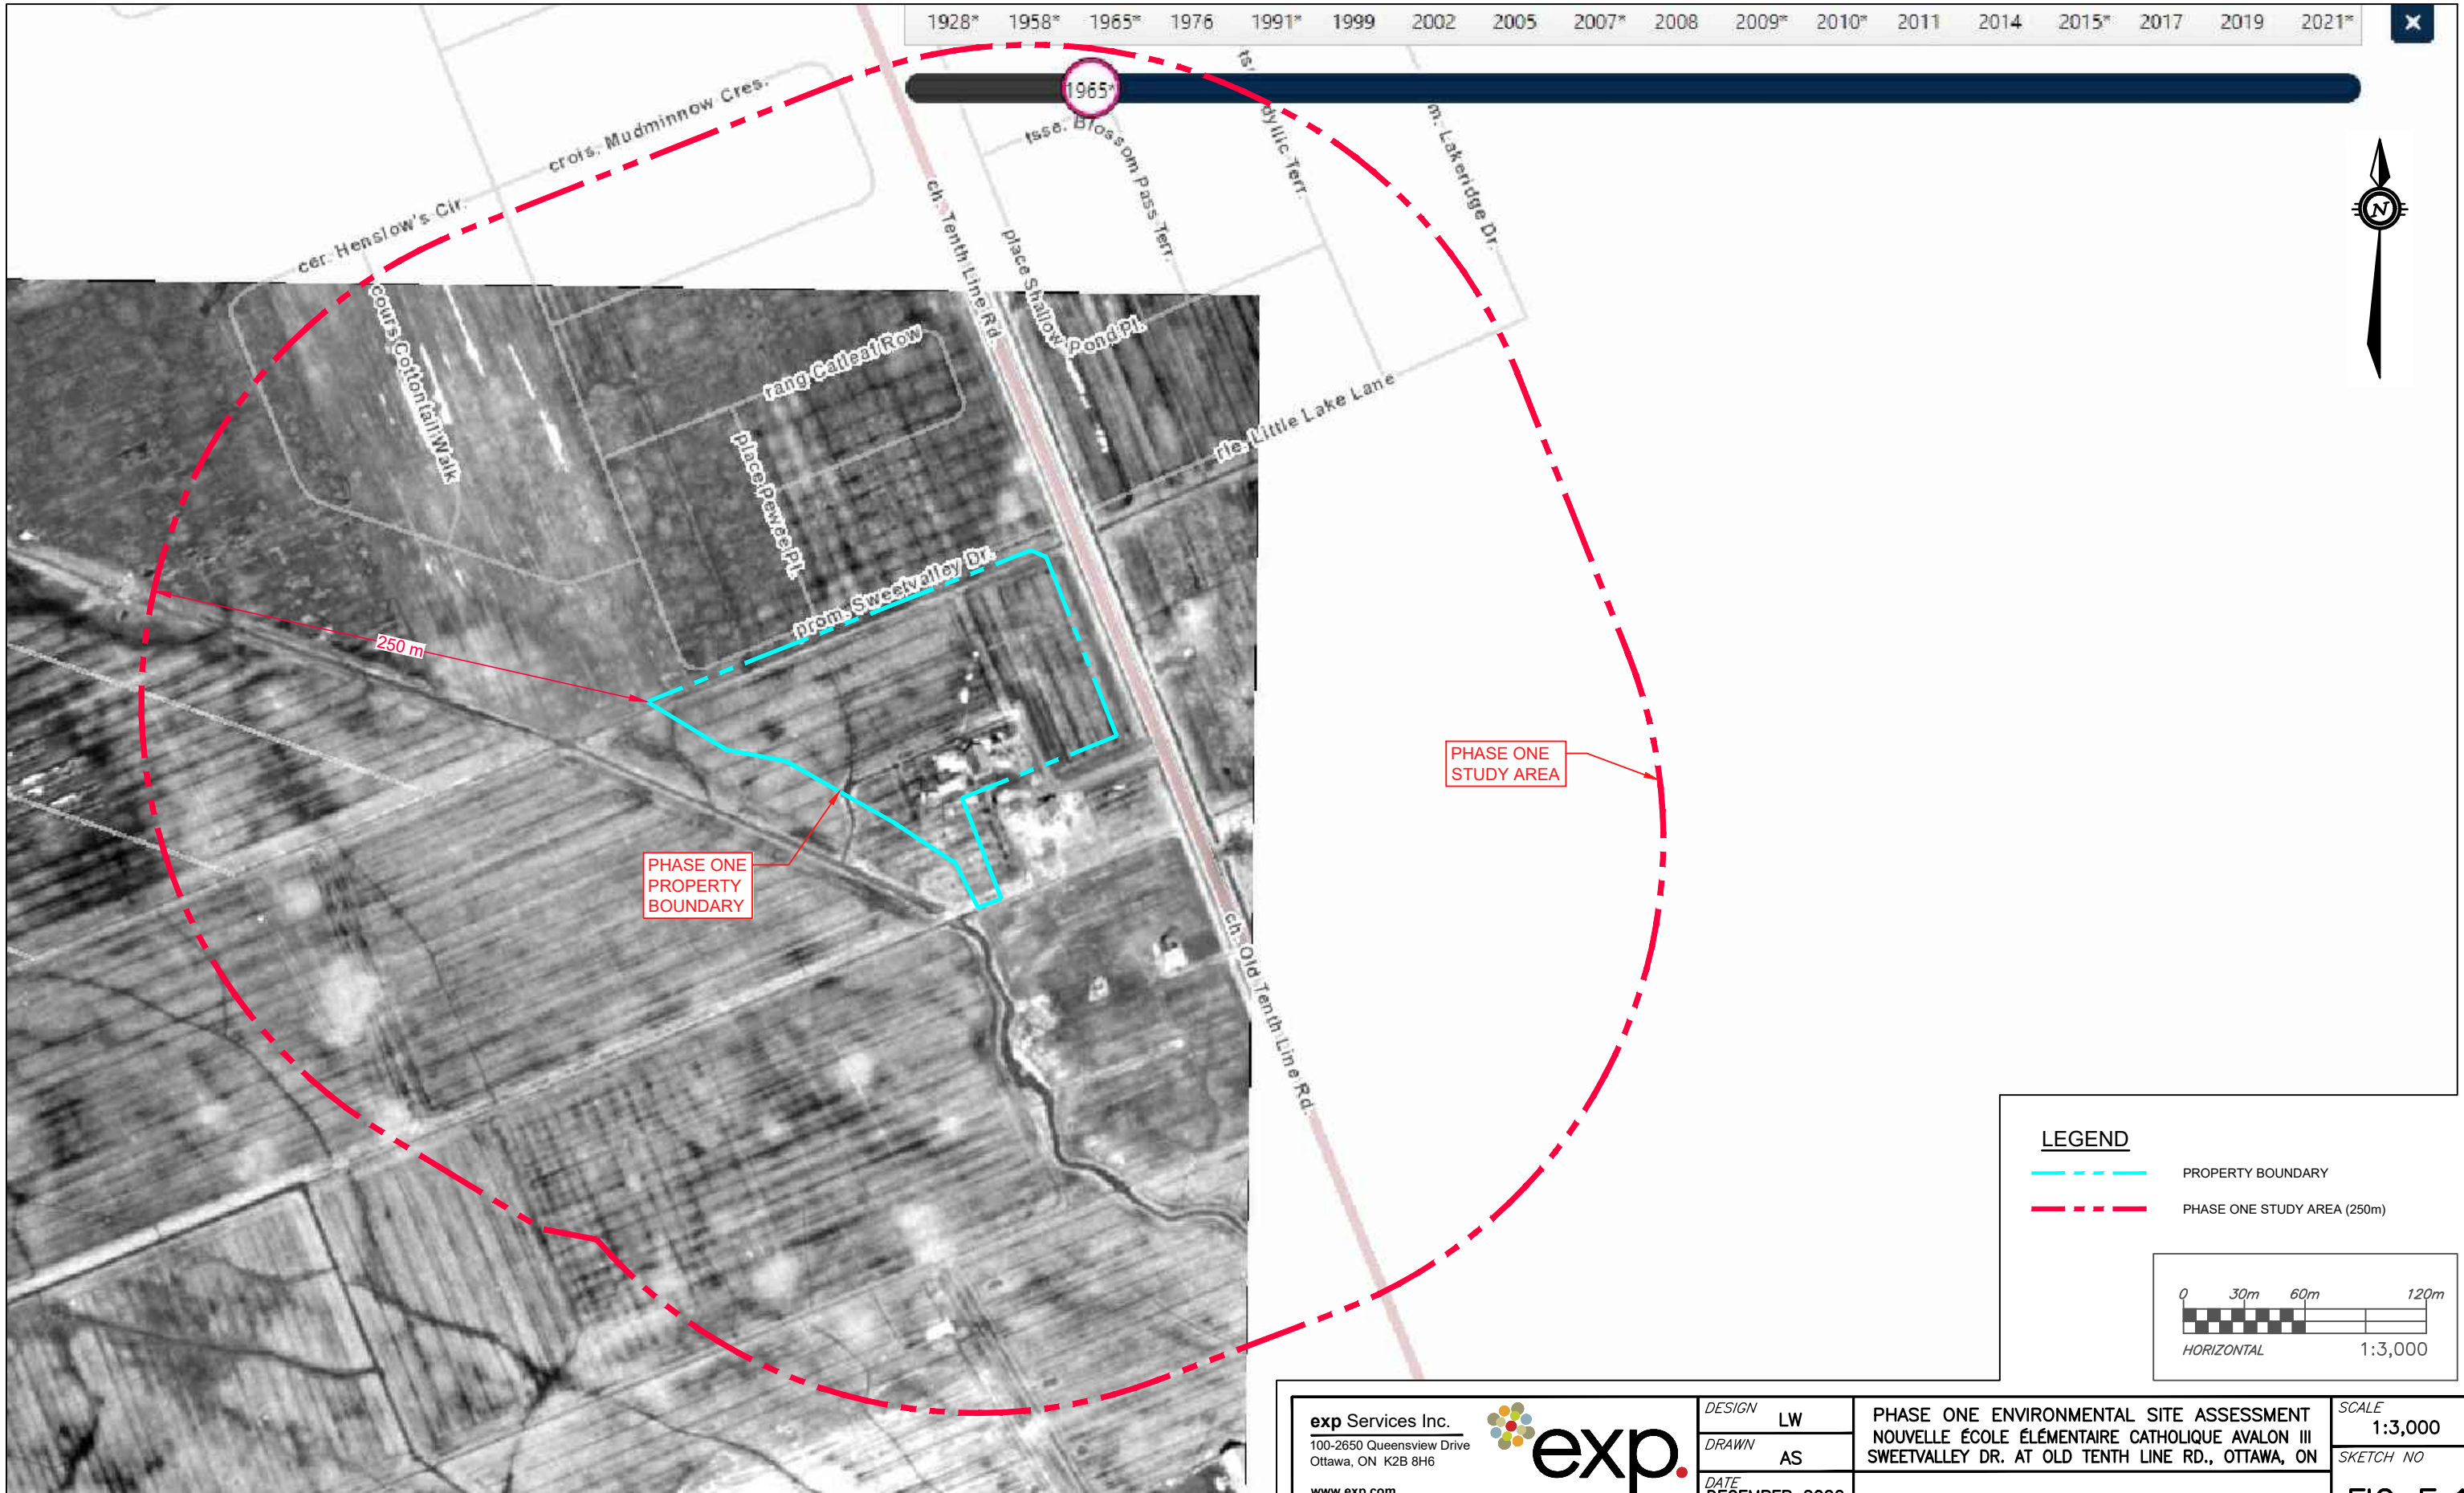 1928* 1958* 1965* 1976 1991* 1999 2002 2005 2007* 2008 2009* 2010* 2011 2014 2015* 2017 2019 2021*
1965*
crois. Mudminnow Cres.
cer. Henslow's Cir.
cours Cottontail Walk
ch. Tenth Line Rd.
tsse. Blossom Pass Terr.
place Shallow Pond Pl.
dyllic Terr.
m. Lakeridge Dr.
rang Catleaf Row
place Pewee Pl.
rle. Little Lake Lane
prom. Sweetvalley Dr.
N
250 m
PHASE ONE
STUDY AREA
PHASE ONE
PROPERTY
BOUNDARY
ch. Old Tenth Line Rd.
LEGEND
PROPERTY BOUNDARY
PHASE ONE STUDY AREA (250m)
0 30m 60m 120m
HORIZONTAL 1:3,000
exp Services Inc.
100-2650 Queensview Drive
Ottawa, ON K2B 8H6
www.exp.com
exp.
DESIGN
LW
DRAWN
AS
DATE
DECEMBER
PHASE ONE ENVIRONMENTAL SITE ASSESSMENT
NOUVELLE ÉCOLE ÉLÉMENTAIRE CATHOLIQUE AVALON III
SWEETVALLEY DR. AT OLD TENTH LINE RD., OTTAWA, ON
SCALE
1:3,000
SKETCH NO